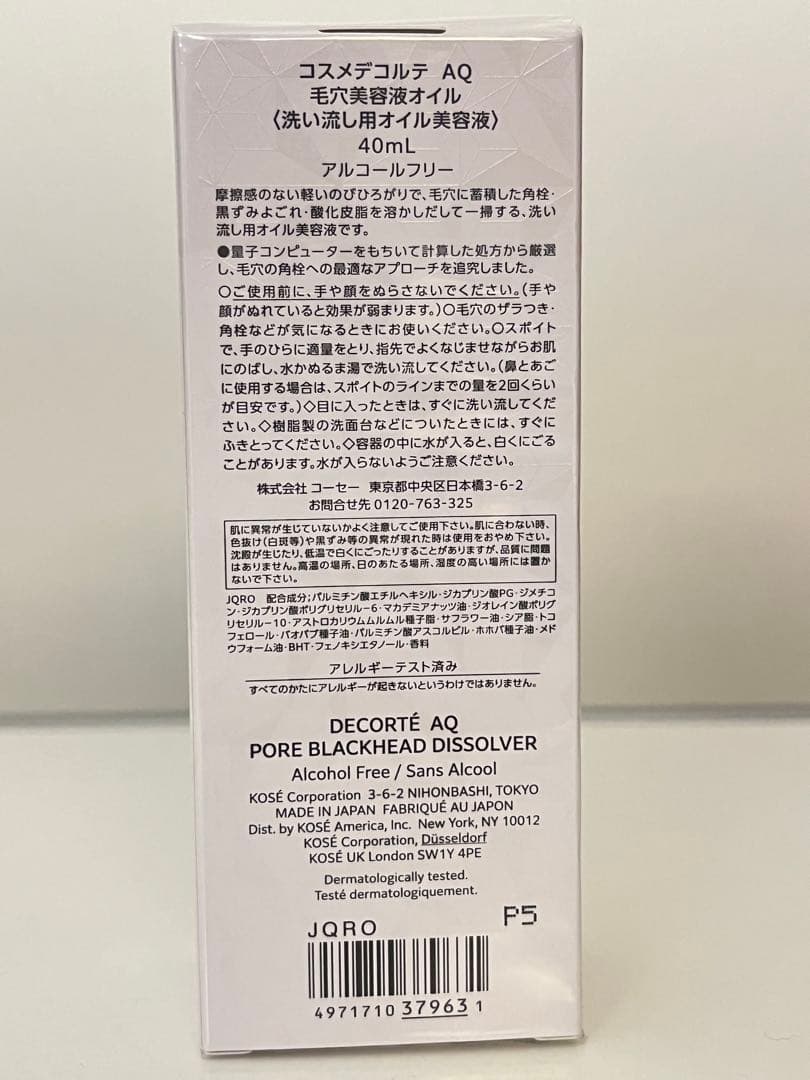 コスメデコルテ AQ
毛穴美容液オイル
〈洗い流し用オイル美容液〉
40mL
アルコールフリー
摩擦感のない軽いのびひろがりで、毛穴に蓄積した角栓・
黒ずみよごれ・酸化皮脂を溶かしだして一掃する、洗い
流し用オイル美容液です。
●量子コンピューターをもちいて計算した処方から厳選
し、毛穴の角栓への最適なアプローチを追究しました。
○ご使用前に、手や顔をぬらさないでください。(手や
顔がぬれていると効果が弱まります。)○毛穴のザラつき・
角栓などが気になるときにお使いください。○スポイト
で、手のひらに適量をとり、指先でよくなじませながらお肌
にのばし、水かぬるま湯で洗い流してください。(鼻とあご
に使用する場合は、スポイトのラインまでの量を2回くらい
が目安です。)◇目に入ったときは、すぐに洗い流してくだ
さい。◇樹脂製の洗面台などについたときには、すぐに
ふきとってください。◇容器の中に水が入ると、白くにごる
ことがあります。水が入らないようご注意ください。
株式会社 コーセー 東京都中央区日本橋3-6-2
お問合せ先 0120-763-325
肌に異常が生じていないかよく注意してご使用下さい。肌に合わない時、
色抜け(白斑等)や黒ずみ等の異常が現れた時は使用をおやめ下さい。
沈殿が生じたり、低温で白くにごったりすることがありますが、品質に問題
はありません。高温の場所、日のあたる場所、湿度の高い場所には置か
ないで下さい。
JQRO 配合成分;パルミチン酸エチルヘキシル・ジカプリン酸PG・ジメチコ
ン・ジカプリン酸ポリグリセリル-6・マカデミアナッツ油・ジオレイン酸ポリグ
リセリル-10・アストロカリウムムルムル種子脂・サフラワー油・シア脂・トコ
フェロール・バオバブ種子油・パルミチン酸アスコルビル・ホホバ種子油・メド
ウフォーム油・BHT・フェノキシエタノール・香料
アレルギーテスト済み
すべてのかたにアレルギーが起きないというわけではありません。
DECORTÉ AQ
PORE BLACKHEAD DISSOLVER
Alcohol Free / Sans Alcool
KOSÉ Corporation 3-6-2 NIHONBASHI, TOKYO
MADE IN JAPAN FABRIQUÉ AU JAPON
Dist. by KOSÉ America, Inc. New York, NY 10012
KOSÉ Corporation, Düsseldorf
KOSÉ UK London SW1Y 4PE
Dermatologically tested.
Testé dermatologiquement.
P5
JQRO
4971710 37963 1